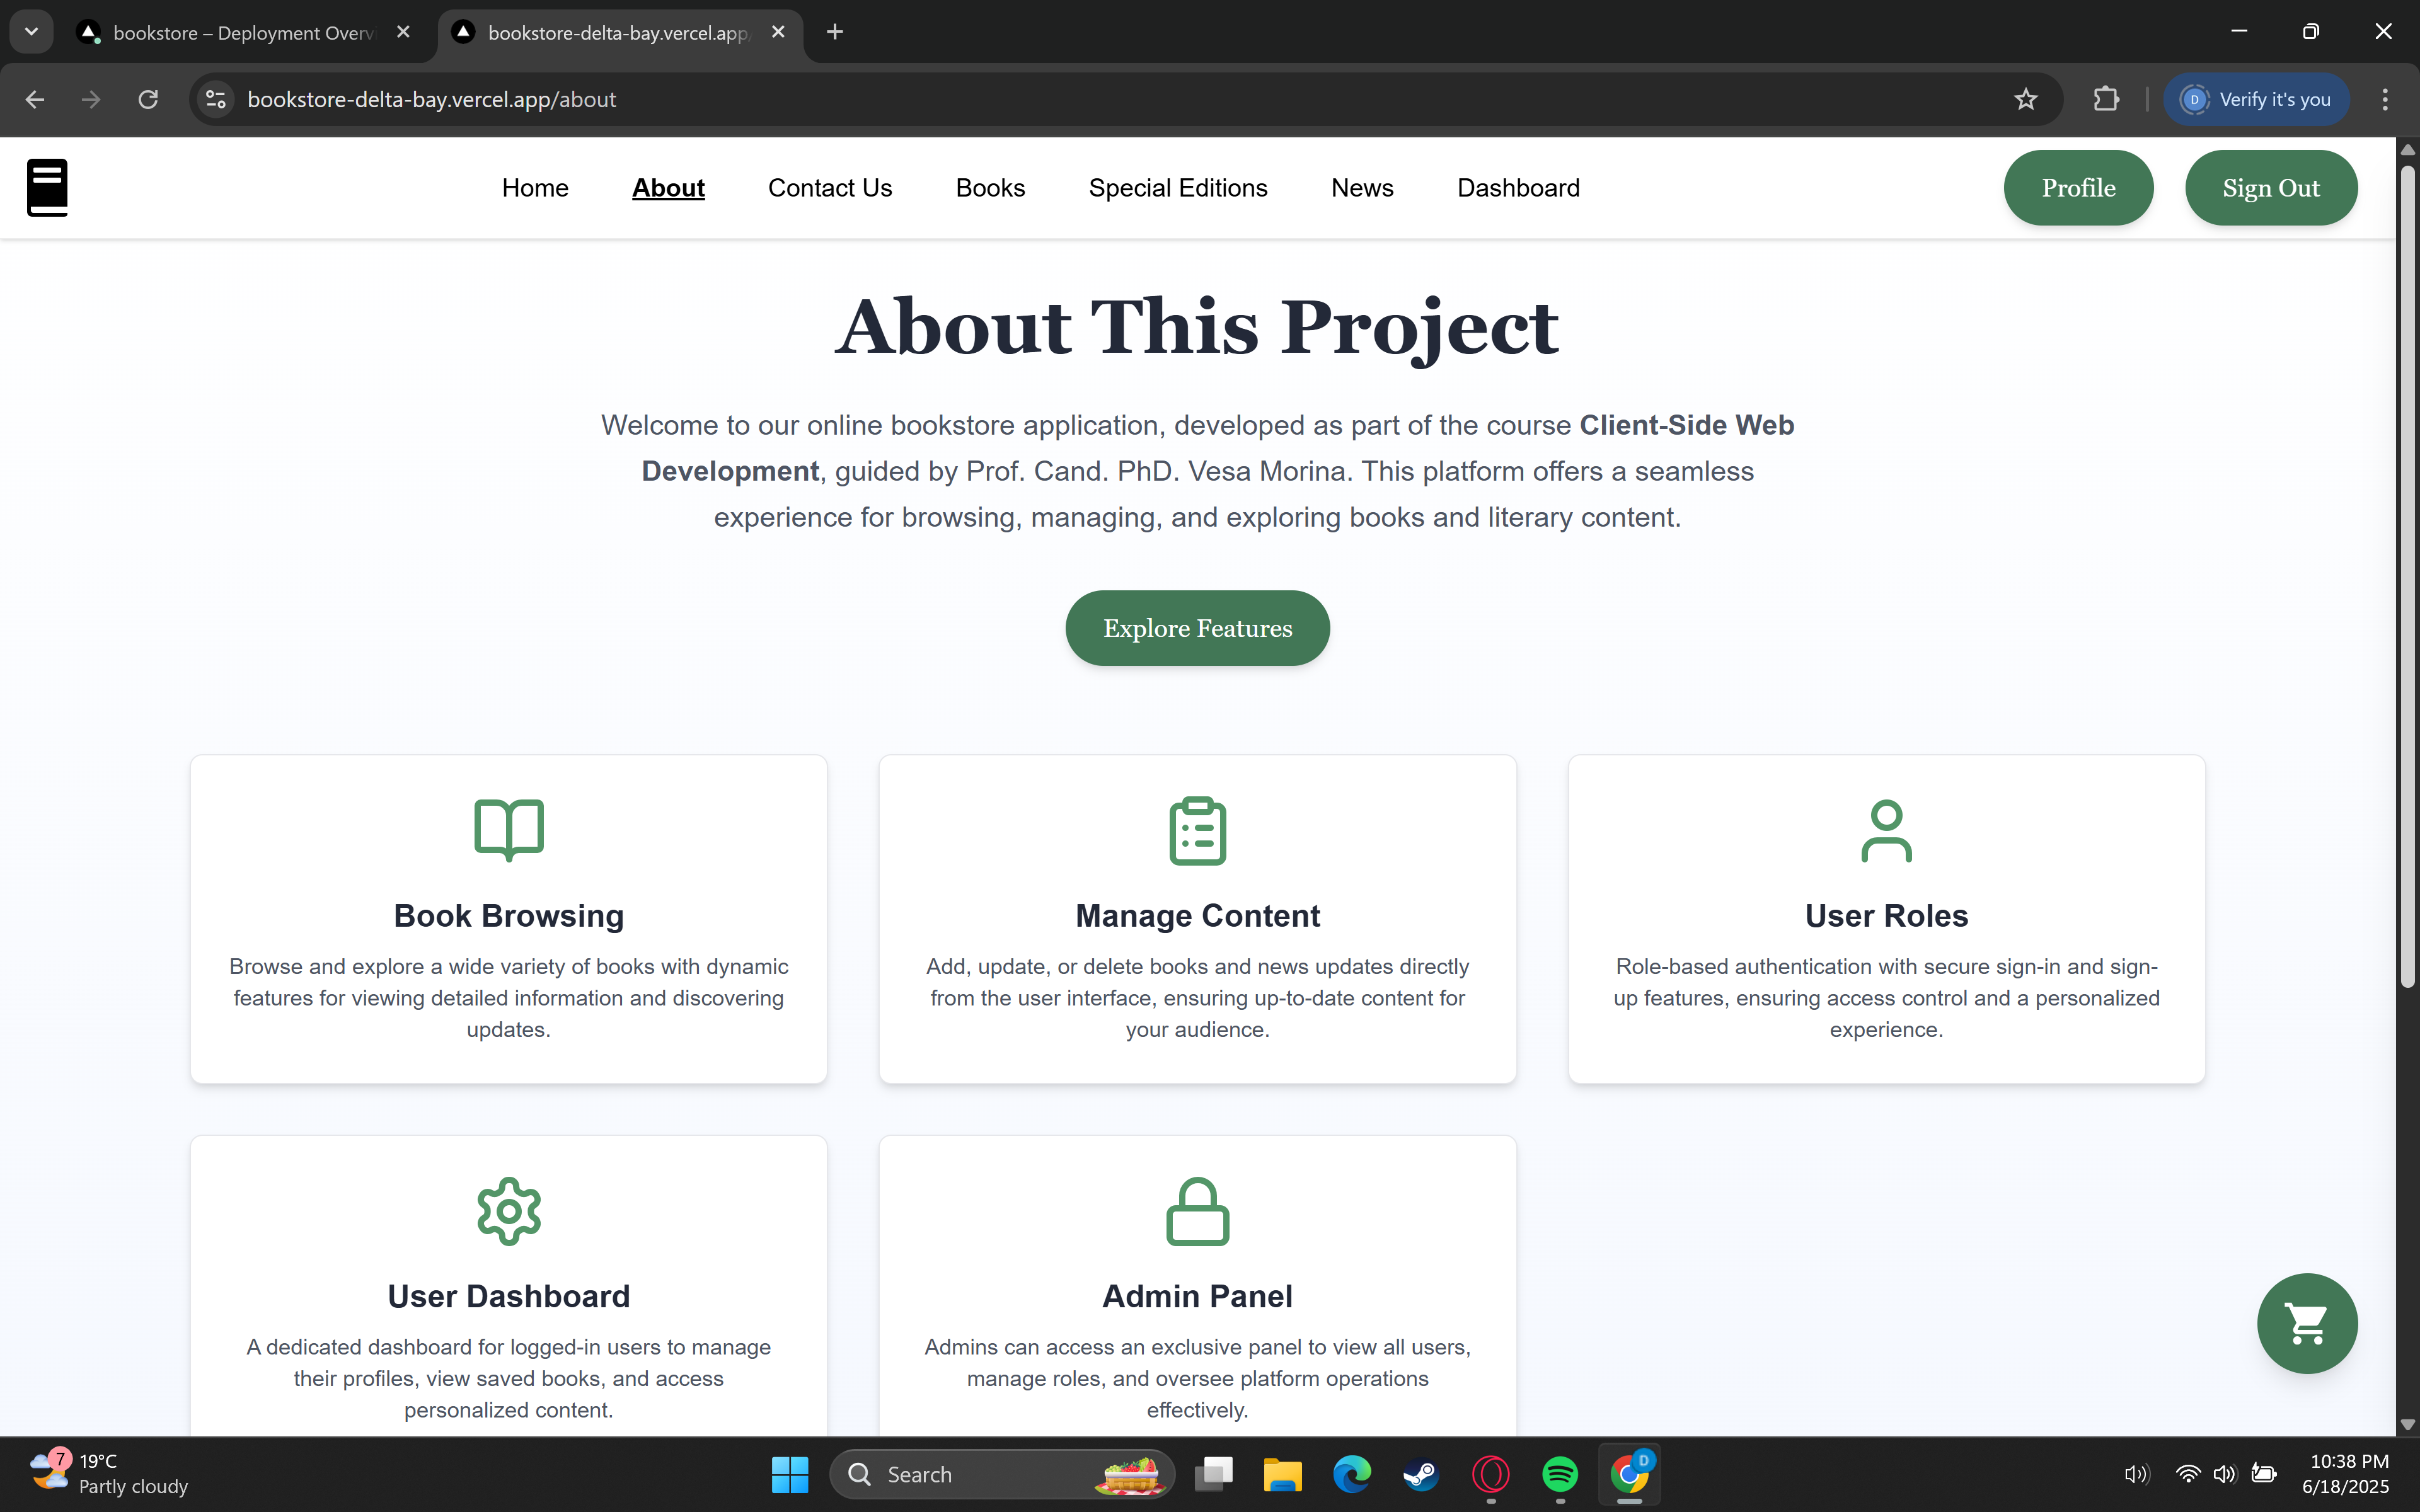 bookstore – Deployment Overvi
bookstore-delta-bay.vercel.app/
bookstore-delta-bay.vercel.app/about
D
Verify it's you
Home
About
Contact Us
Books
Special Editions
News
Dashboard
Profile
Sign Out
About This Project
Welcome to our online bookstore application, developed as part of the course Client-Side Web
Development, guided by Prof. Cand. PhD. Vesa Morina. This platform offers a seamless
experience for browsing, managing, and exploring books and literary content.
Explore Features
Book Browsing
Browse and explore a wide variety of books with dynamic
features for viewing detailed information and discovering
updates.
Manage Content
Add, update, or delete books and news updates directly
from the user interface, ensuring up-to-date content for
your audience.
User Roles
Role-based authentication with secure sign-in and sign-
up features, ensuring access control and a personalized
experience.
User Dashboard
A dedicated dashboard for logged-in users to manage
their profiles, view saved books, and access
personalized content.
Admin Panel
Admins can access an exclusive panel to view all users,
manage roles, and oversee platform operations
effectively.
7
19°C
Partly cloudy
Search
D
10:38 PM
6/18/2025